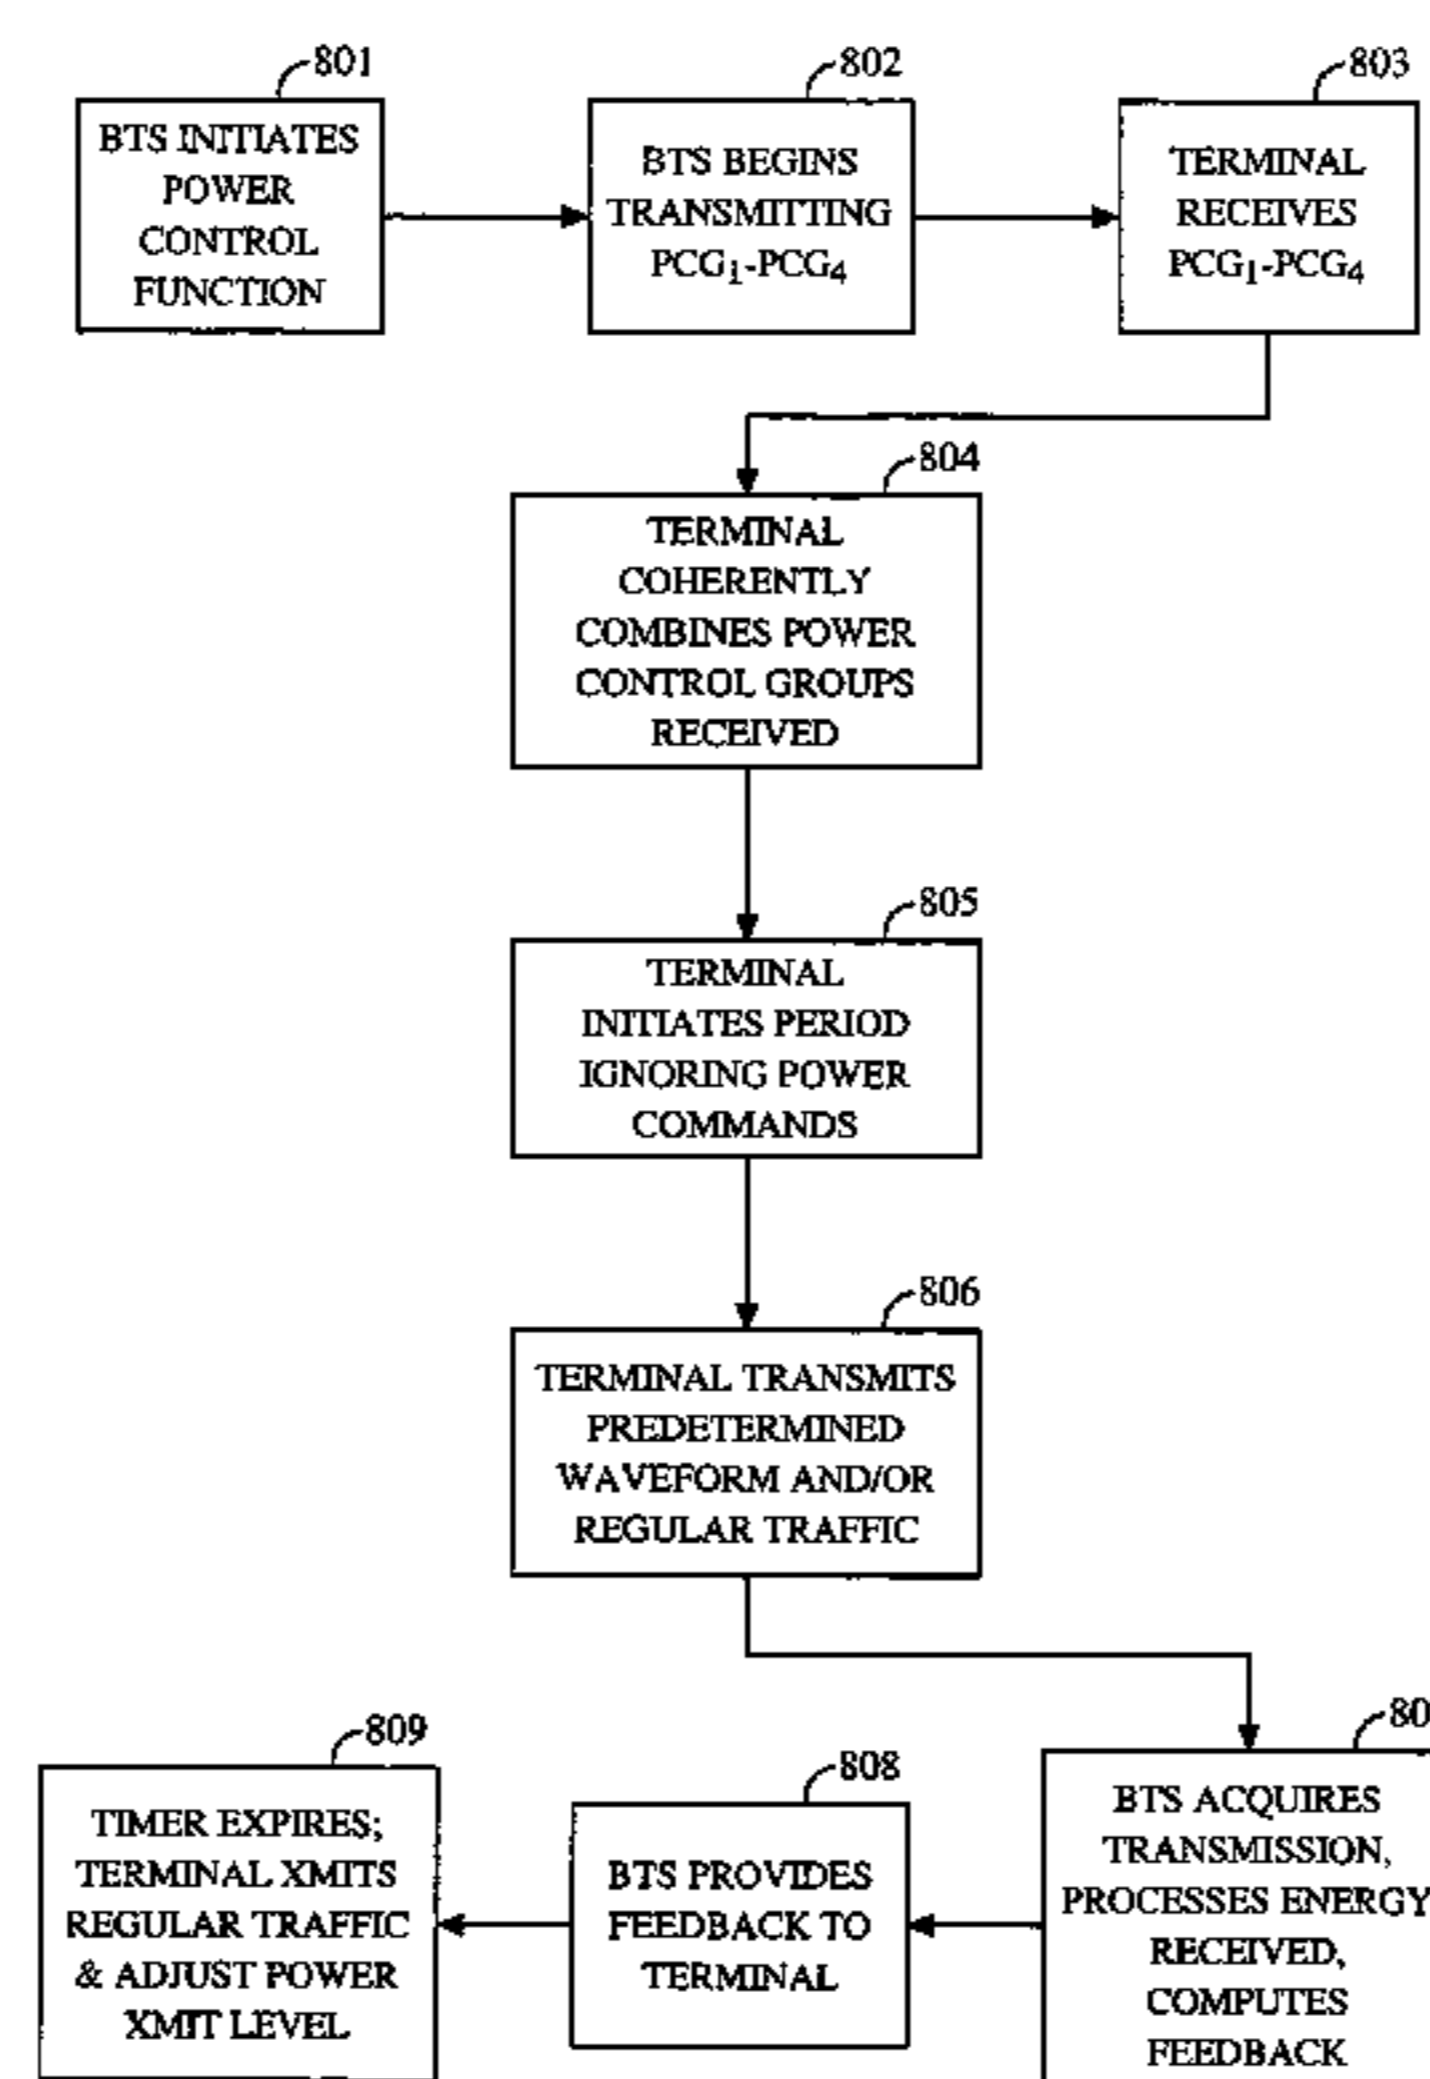 801
BTS INITIATES
POWER
CONTROL
FUNCTION
802
BTS BEGINS
TRANSMITTING
PCG₁-PCG₄
803
TERMINAL
RECEIVES
PCG₁-PCG₄
804
TERMINAL
COHERENTLY
COMBINES POWER
CONTROL GROUPS
RECEIVED
805
TERMINAL
INITIATES PERIOD
IGNORING POWER
COMMANDS
806
TERMINAL TRANSMITS
PREDETERMINED
WAVEFORM AND/OR
REGULAR TRAFFIC
BTS ACQUIRES
TRANSMISSION,
PROCESSES ENERGY
RECEIVED,
COMPUTES
FEEDBACK
808
BTS PROVIDES
FEEDBACK TO
TERMINAL
809
TIMER EXPIRES;
TERMINAL XMITS
REGULAR TRAFFIC
& ADJUST POWER
XMIT LEVEL